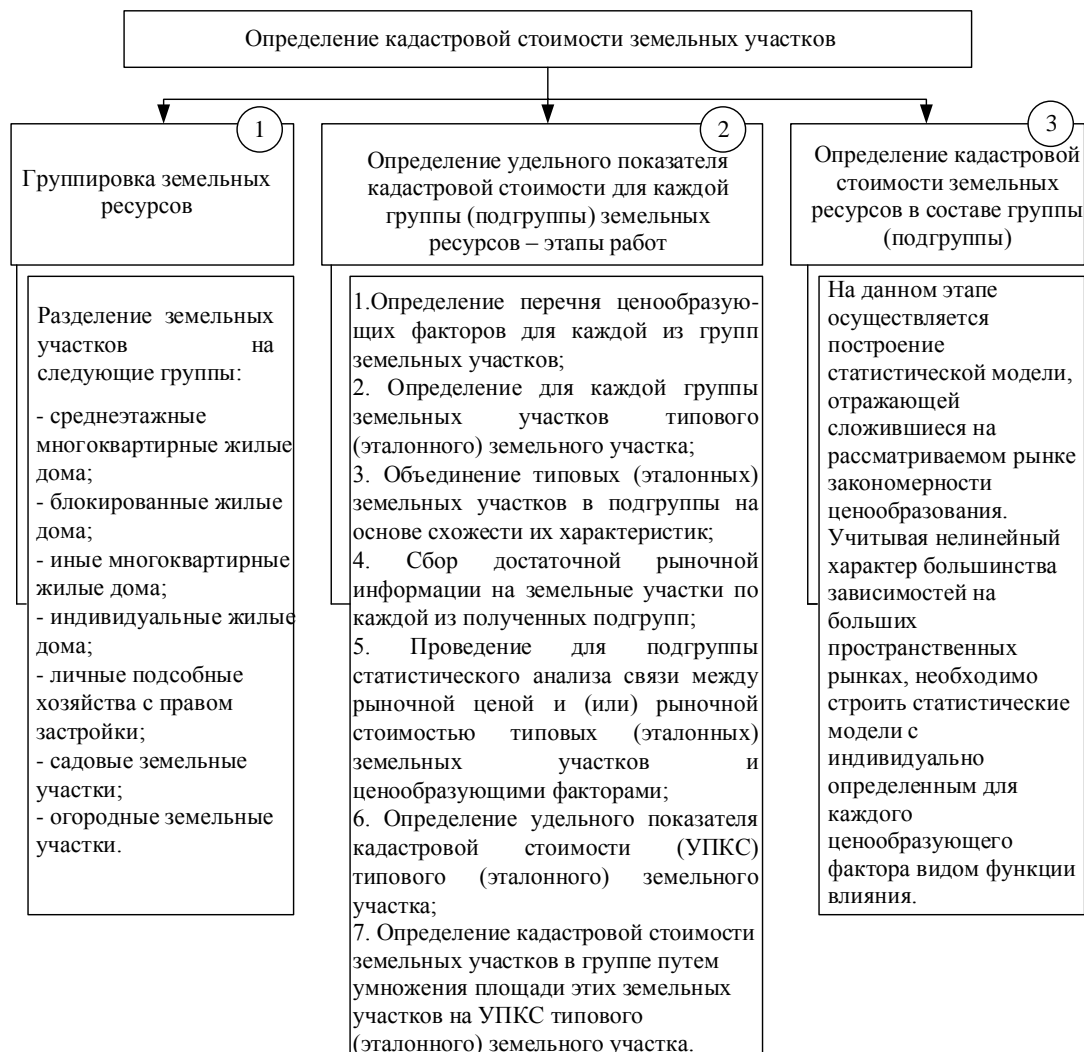 Определение кадастровой стоимости земельных участков
1
Группировка земельных
ресурсов
Разделение земельных
участков на
следующие группы:
- среднеэтажные
многоквартирные жилые
дома;
- блокированные жилые
дома;
- иные многоквартирные
жилые дома;
- индивидуальные жилые
дома;
- личные подсобные
хозяйства с правом
застройки;
- садовые земельные
участки;
- огородные земельные
участки.
2
Определение удельного показателя
кадастровой стоимости для каждой
группы (подгруппы) земельных
ресурсов – этапы работ
1.Определение перечня ценообразую-
щих факторов для каждой из групп
земельных участков;
2. Определение для каждой группы
земельных участков типового
(эталонного) земельного участка;
3. Объединение типовых (эталонных)
земельных участков в подгруппы на
основе схожести их характеристик;
4. Сбор достаточной рыночной
информации на земельные участки по
каждой из полученных подгрупп;
5. Проведение для подгруппы
статистического анализа связи между
рыночной ценой и (или) рыночной
стоимостью типовых (эталонных)
земельных участков и
ценообразующими факторами;
6. Определение удельного показателя
кадастровой стоимости (УПКС)
типового (эталонного) земельного
участка;
7. Определение кадастровой стоимости
земельных участков в группе путем
умножения площади этих земельных
участков на УПКС типового
(эталонного) земельного участка.
3
Определение кадастровой
стоимости земельных
ресурсов в составе группы
(подгруппы)
На данном этапе
осуществляется
построение
статистической модели,
отражающей
сложившиеся на
рассматриваемом рынке
закономерности
ценообразования.
Учитывая нелинейный
характер большинства
зависимостей на
больших
пространственных
рынках, необходимо
строить статистические
модели с
индивидуально
определенным для
каждого
ценообразующего
фактора видом функции
влияния.